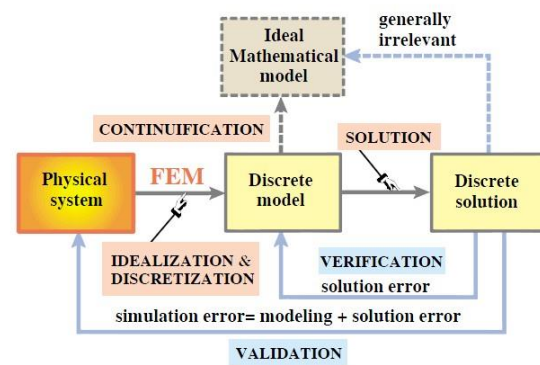 generally
irrelevant
Ideal
Mathematical
model
CONTINUIFICATION
SOLUTION
Physical
system
FEM
Discrete
model
Discrete
solution
IDEALIZATION &
DISCRETIZATION
VERIFICATION
solution error
simulation error= modeling + solution error
VALIDATION